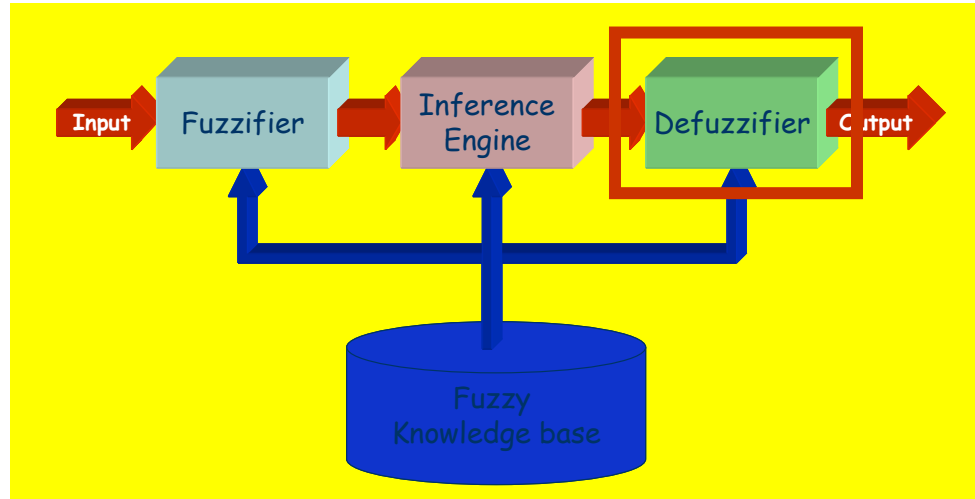 Input
Fuzzifier
Inference
Engine
Defuzzifier
Output
Fuzzy
Knowledge base